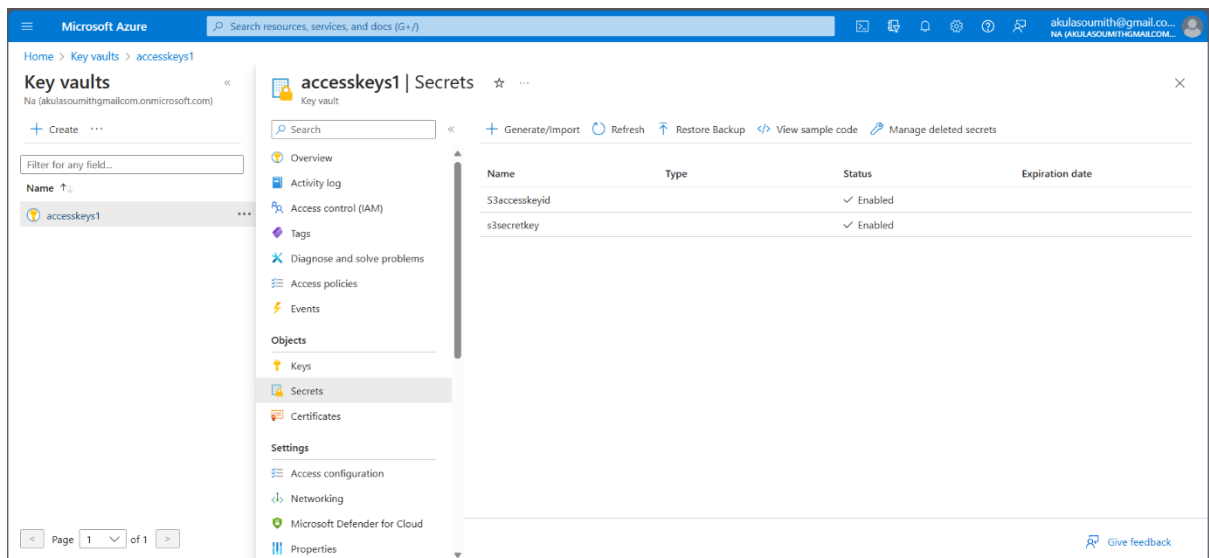 Microsoft Azure
Search resources, services, and docs (G+/)
akulasoumith@gmail.co...
NA (AKULASOUMITHGMAILCOM....
Home > Key vaults > accesskeys1
Key vaults
Na (akulasoumithgmailcom.onmicrosoft.com)
+ Create ...
Filter for any field...
Name ↑↓
accesskeys1 ...
Page 1 of 1
accesskeys1 | Secrets ...
Key vault
Search
Overview
Activity log
Access control (IAM)
Tags
Diagnose and solve problems
Access policies
Events
Objects
Keys
Secrets
Certificates
Settings
Access configuration
Networking
Microsoft Defender for Cloud
Properties
+ Generate/Import Refresh Restore Backup </> View sample code Manage deleted secrets
Name Type Status Expiration date
S3accesskeyid ✓ Enabled
s3secretkey ✓ Enabled
Give feedback